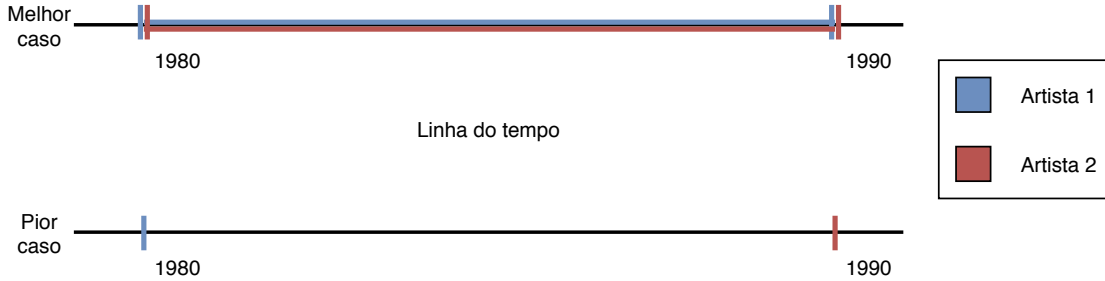 Melhor
caso
1980
1990
Artista 1
Linha do tempo
Artista 2
Pior
caso
1980
1990